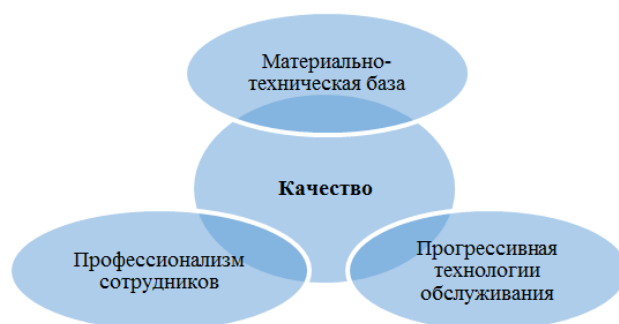 Материально-
техническая база
Качество
Профессионализм
сотрудников
Прогрессивная
технологии
обслуживания